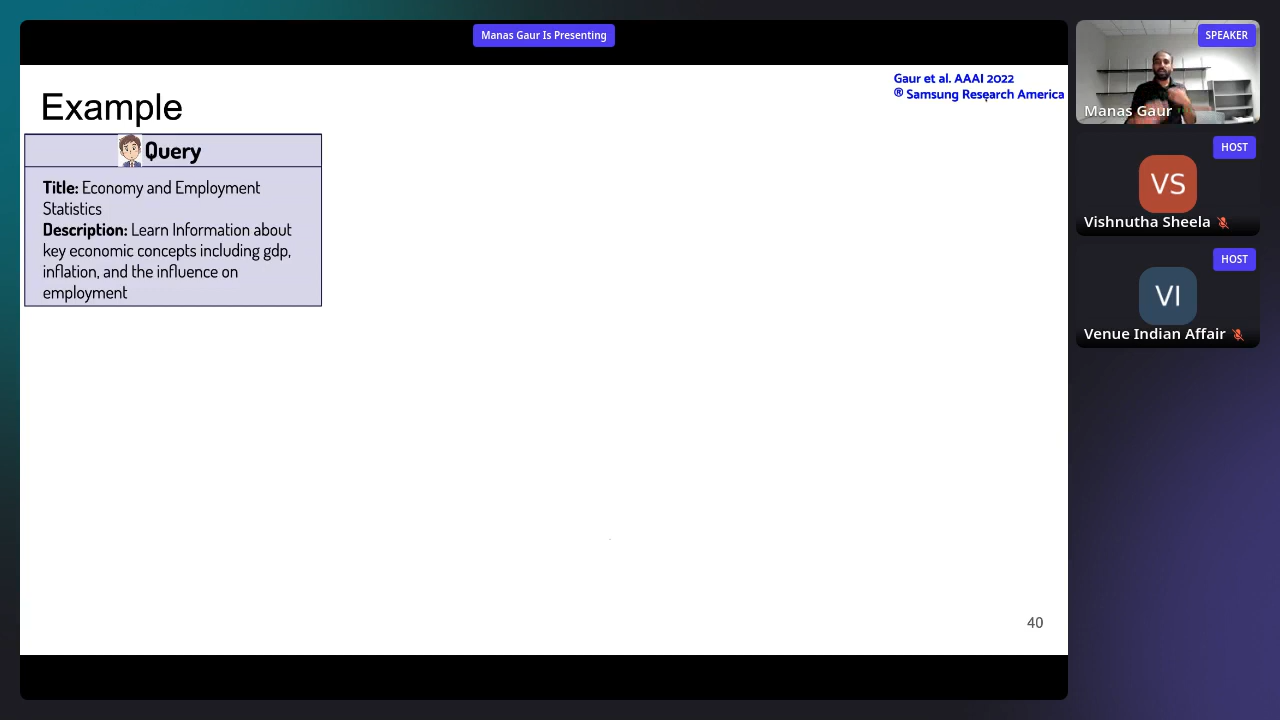 Manas Gaur Is Presenting
Gaur et al. AAAI 2022
® Samsung Research America
Example
Query
Title: Economy and Employment
Statistics
Description: Learn Information about
key economic concepts including gdp,
inflation, and the influence on
employment
40
SPEAKER
Manas Gaur
HOST
VS
Vishnutha Sheela
HOST
VI
Venue Indian Affair